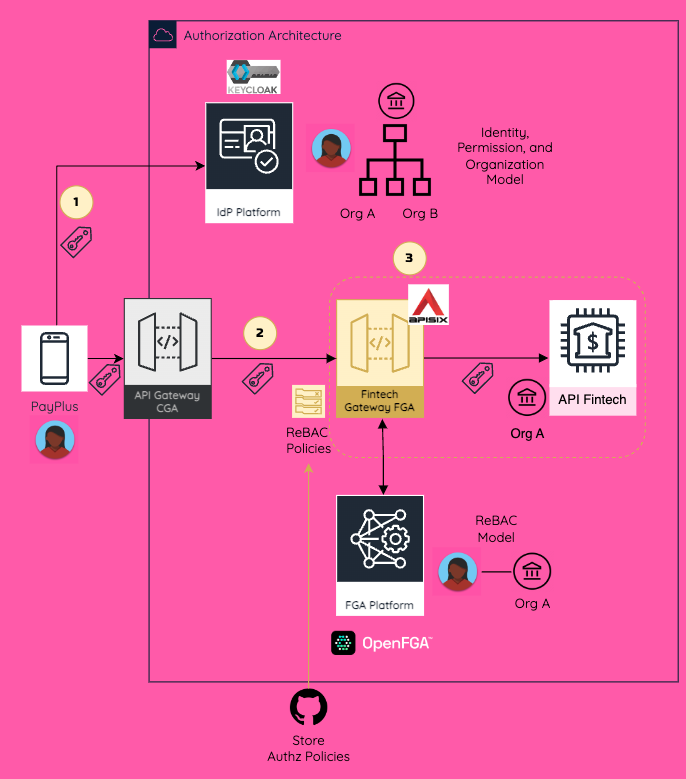 Authorization Architecture
KEYCLOAK
IdP Platform
Identity,
Permission, and
Organization
Model
Org A
Org B
1
2
3
APISIX
PayPlus
API Gateway
CGA
Fintech
Gateway FGA
API Fintech
$
Org A
ReBAC
Policies
ReBAC
Model
FGA Platform
Org A
OpenFGA™
Store
Authz Policies